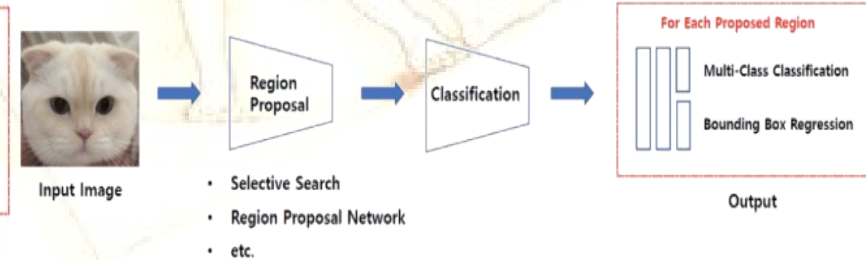 For Each Proposed Region
Region
Proposal
Classification
Multi-Class Classification
Bounding Box Regression
Input Image
• Selective Search
• Region Proposal Network
• etc.
Output